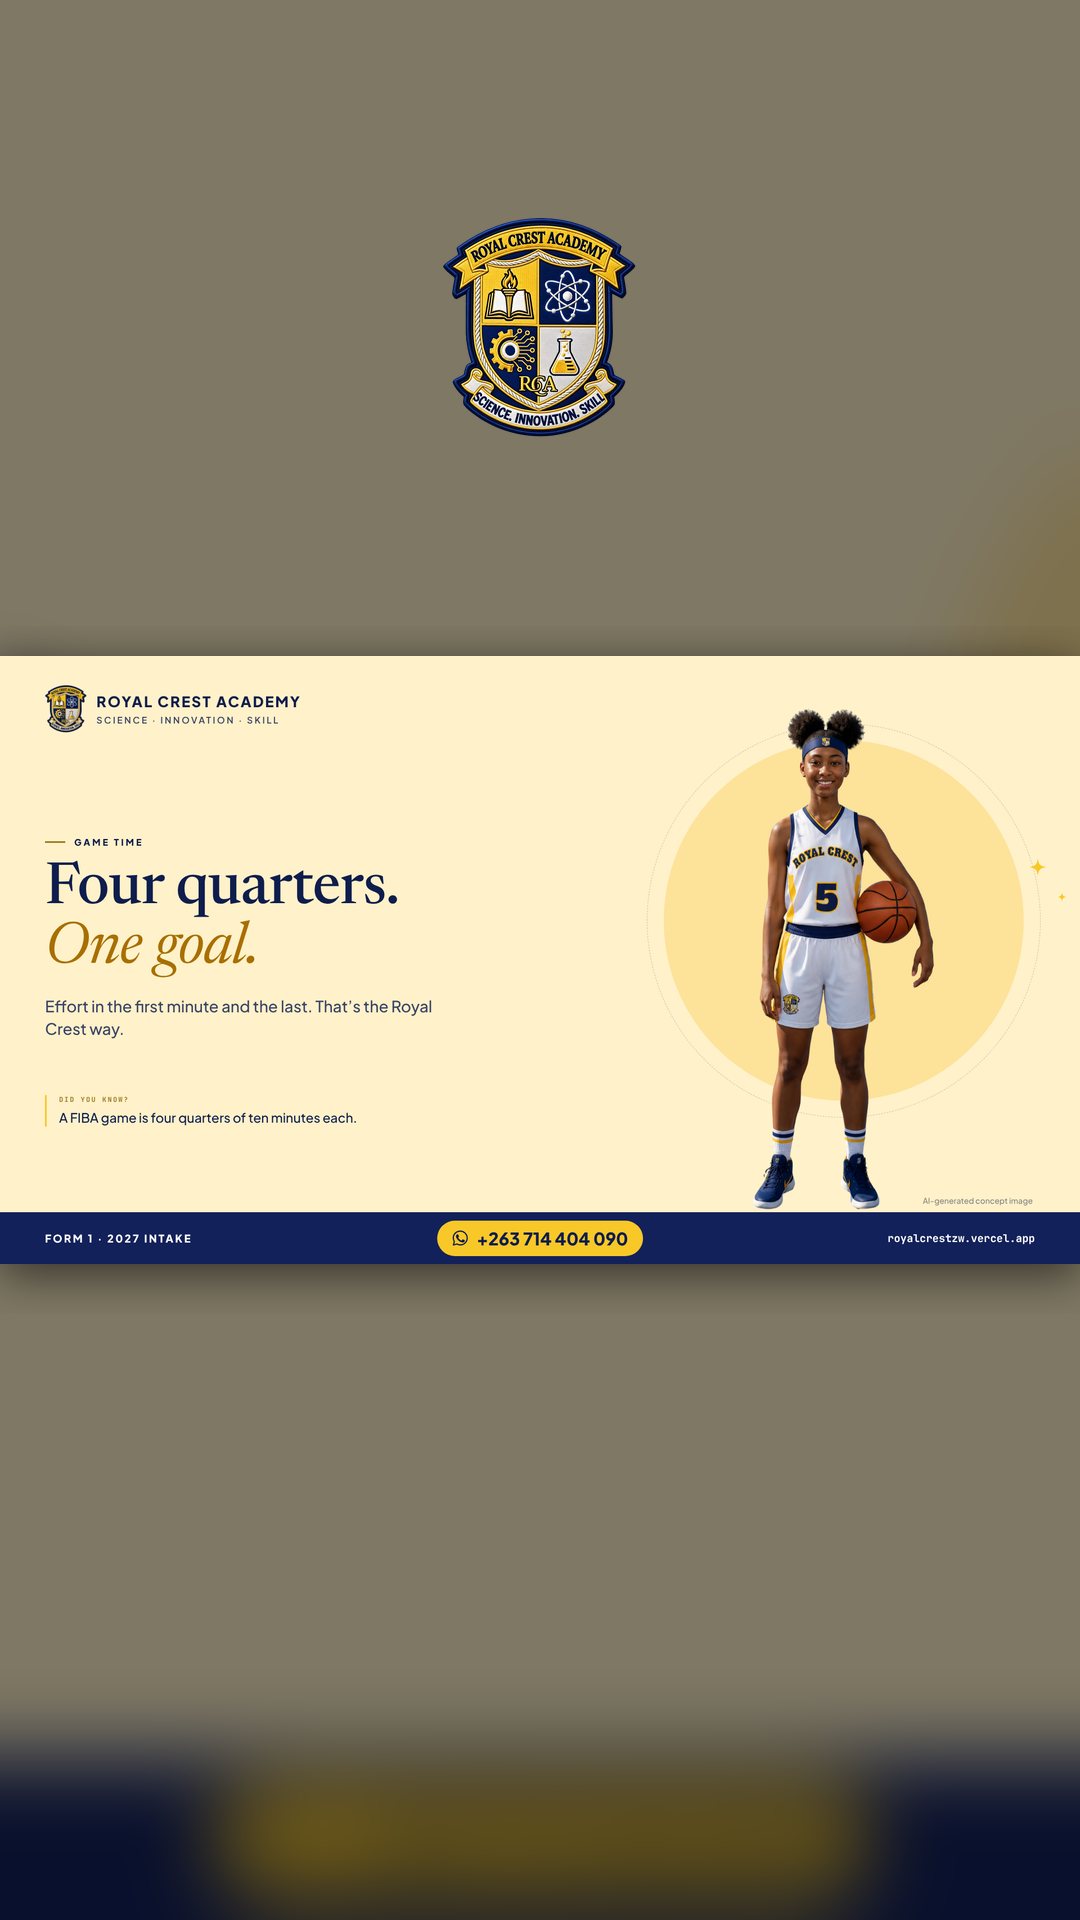 ROYAL CREST ACADEMY
RCA
SCIENCE. INNOVATION. SKILL
ROYAL CREST ACADEMY
SCIENCE · INNOVATION · SKILL
GAME TIME
Four quarters.
One goal.
Effort in the first minute and the last. That’s the Royal
Crest way.
DID YOU KNOW?
A FIBA game is four quarters of ten minutes each.
ROYAL CREST
5
AI-generated concept image
FORM 1 · 2027 INTAKE
+263 714 404 090
royalcrestzw.vercel.app